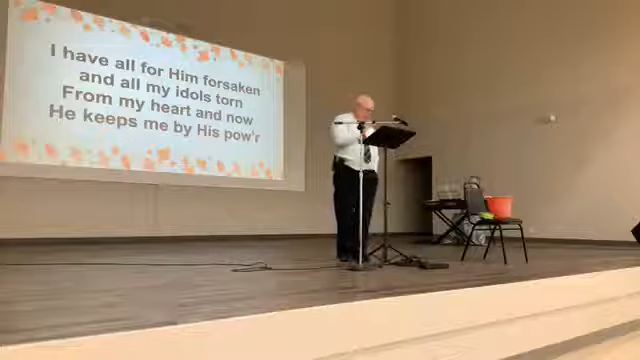 I have all for Him forsaken
and all my idols torn
From my heart and now
He keeps me by His pow'r